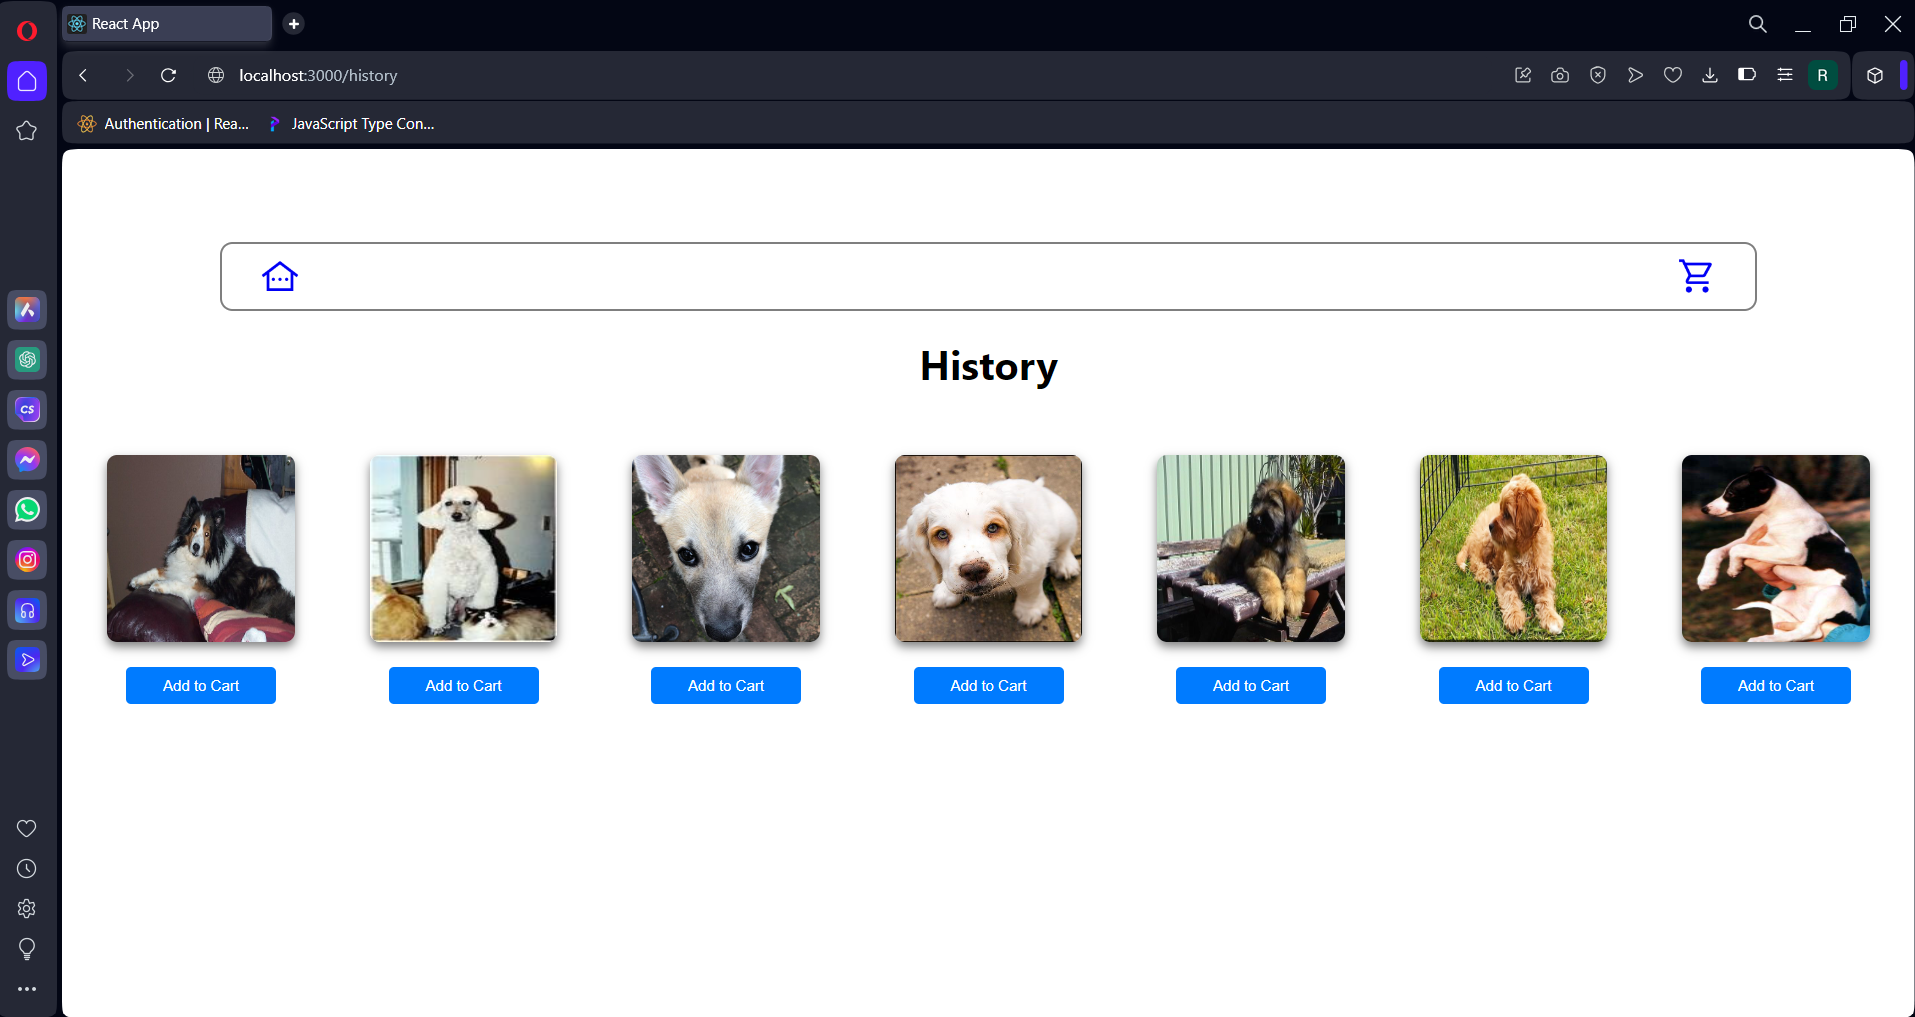 React App
localhost:3000/history
R
Authentication | Rea...
JavaScript Type Con...
CS
History
Add to Cart
Add to Cart
Add to Cart
Add to Cart
Add to Cart
Add to Cart
Add to Cart